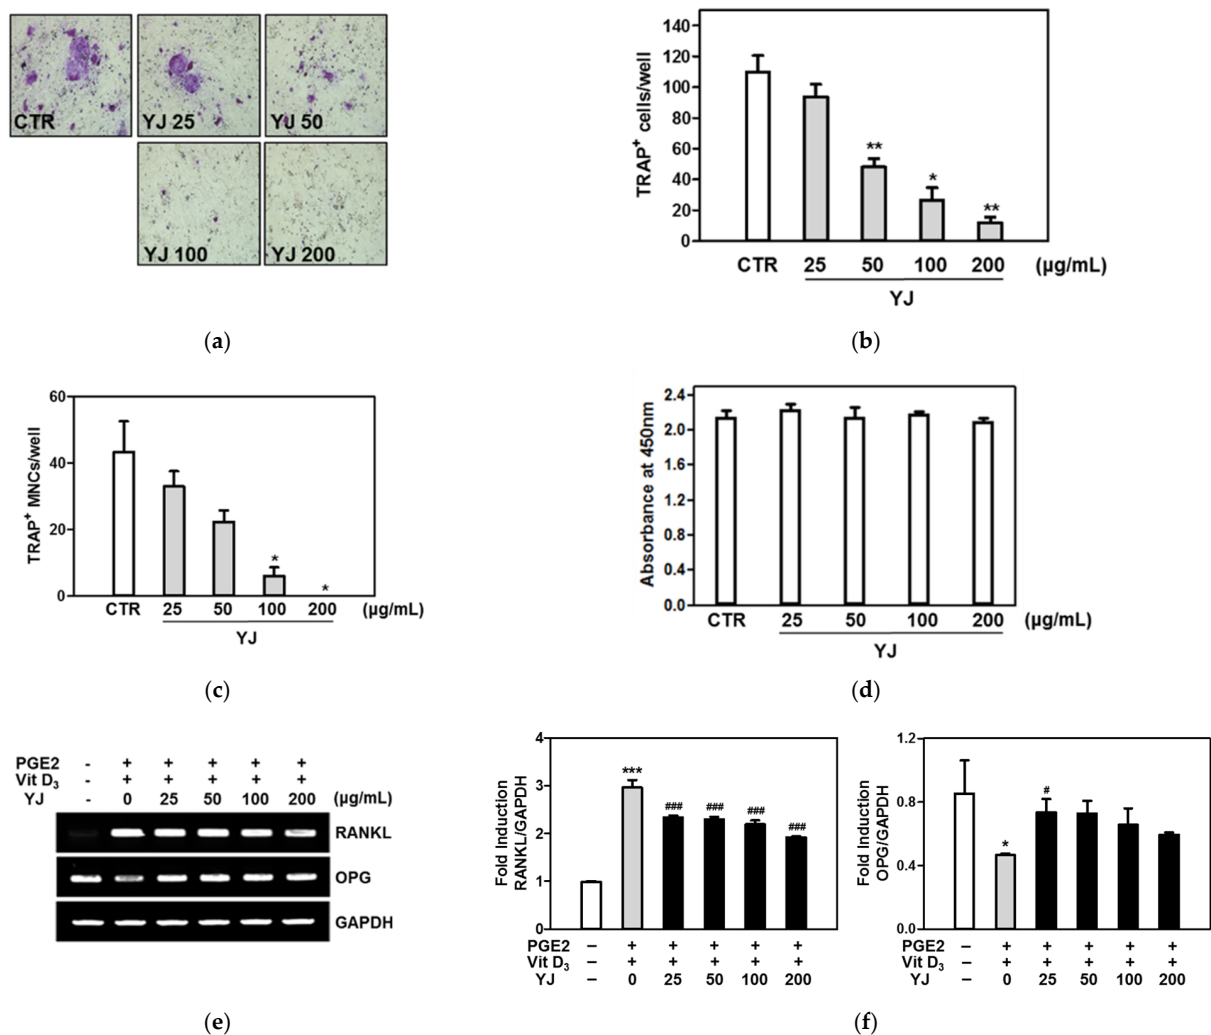 CTR
YJ 25
YJ 50
YJ 100
YJ 200
(a)
TRAP+ cells/well
140
120
100
80
60
40
20
0
**
*
**
CTR 25 50 100 200 (µg/mL)
YJ
(b)
TRAP+ MNCs/well
60
40
20
0
*
*
CTR 25 50 100 200 (µg/mL)
YJ
(c)
Absorbance at 450nm
2.4
2.0
1.6
1.2
0.8
0.4
0.0
CTR 25 50 100 200 (µg/mL)
YJ
(d)
PGE2 - + + + + +
Vit D3 - + + + + +
YJ - 0 25 50 100 200 (µg/mL)
RANKL
OPG
GAPDH
(e)
Fold Induction
RANKL/GAPDH
4
3
2
1
0
***
###
###
###
###
PGE2 – + + + + +
Vit D3 – + + + + +
YJ – 0 25 50 100 200
Fold Induction
OPG/GAPDH
1.2
0.8
0.4
0.0
*
#
PGE2 – + + + + +
Vit D3 – + + + + +
YJ – 0 25 50 100 200
(f)